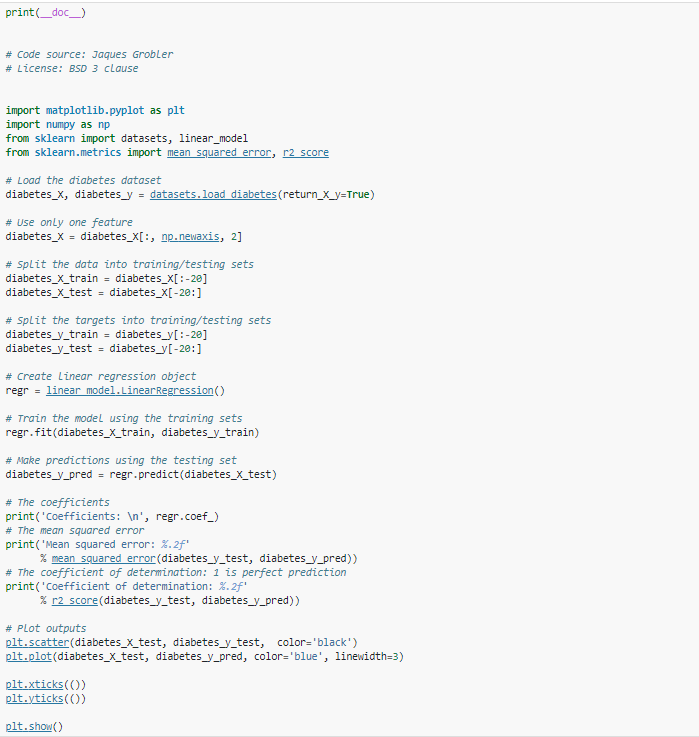 print(__doc__)
# Code source: Jaques Grobler
# License: BSD 3 clause
import matplotlib.pyplot as plt
import numpy as np
from sklearn import datasets, linear_model
from sklearn.metrics import mean_squared_error, r2_score
# Load the diabetes dataset
diabetes_X, diabetes_y = datasets.load_diabetes(return_X_y=True)
# Use only one feature
diabetes_X = diabetes_X[:, np.newaxis, 2]
# Split the data into training/testing sets
diabetes_X_train = diabetes_X[:-20]
diabetes_X_test = diabetes_X[-20:]
# Split the targets into training/testing sets
diabetes_y_train = diabetes_y[:-20]
diabetes_y_test = diabetes_y[-20:]
# Create linear regression object
regr = linear_model.LinearRegression()
# Train the model using the training sets
regr.fit(diabetes_X_train, diabetes_y_train)
# Make predictions using the testing set
diabetes_y_pred = regr.predict(diabetes_X_test)
# The coefficients
print('Coefficients: \n', regr.coef_)
# The mean squared error
print('Mean squared error: %.2f'
      % mean_squared_error(diabetes_y_test, diabetes_y_pred))
# The coefficient of determination: 1 is perfect prediction
print('Coefficient of determination: %.2f'
      % r2_score(diabetes_y_test, diabetes_y_pred))
# Plot outputs
plt.scatter(diabetes_X_test, diabetes_y_test,  color='black')
plt.plot(diabetes_X_test, diabetes_y_pred, color='blue', linewidth=3)
plt.xticks(())
plt.yticks(())
plt.show()